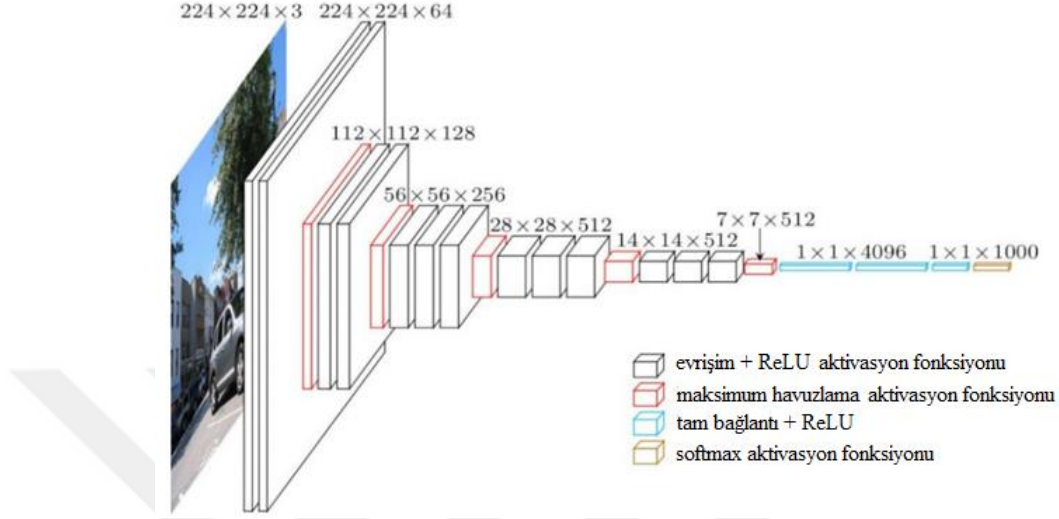 224×224×3
224×224×64
112×112×128
56×56×256
28×28×512
14×14×512
7×7×512
1×1×4096
1×1×1000
evrişim + ReLU aktivasyon fonksiyonu
maksimum havuzlama aktivasyon fonksiyonu
tam bağlantı + ReLU
softmax aktivasyon fonksiyonu